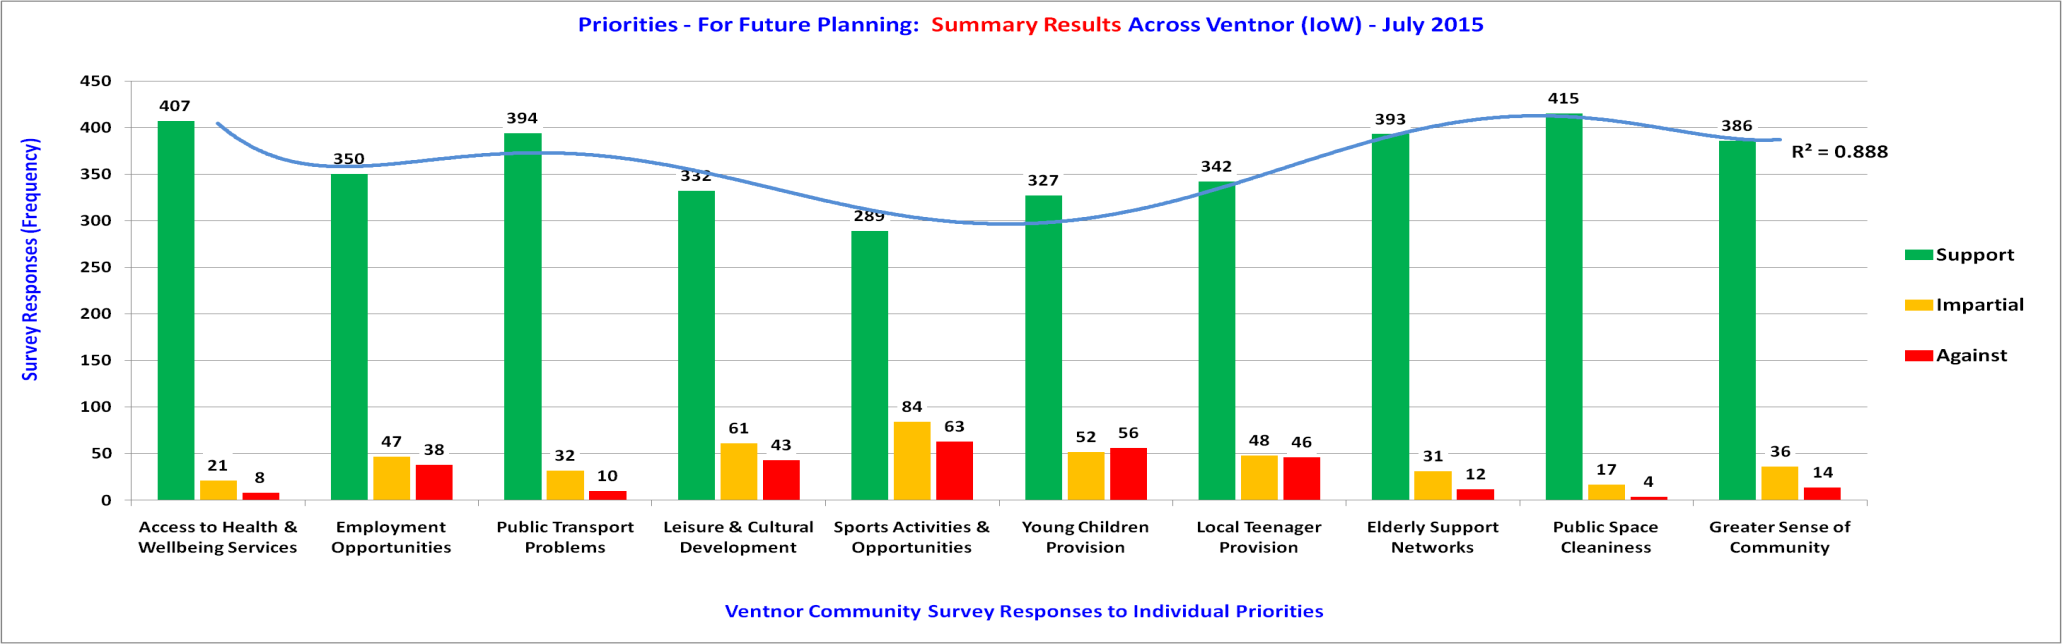 Priorities - For Future Planning: Summary Results Across Ventnor (IoW) - July 2015
Survey Responses (Frequency)
450
400
350
300
250
200
150
100
50
0
407
21
8
350
47
38
394
32
10
332
61
43
289
84
63
327
52
56
342
48
46
393
31
12
415
17
4
386
36
14
R² = 0.888
Support
Impartial
Against
Access to Health &
Wellbeing Services
Employment
Opportunities
Public Transport
Problems
Leisure & Cultural
Development
Sports Activities &
Opportunities
Young Children
Provision
Local Teenager
Provision
Elderly Support
Networks
Public Space
Cleaniness
Greater Sense of
Community
Ventnor Community Survey Responses to Individual Priorities